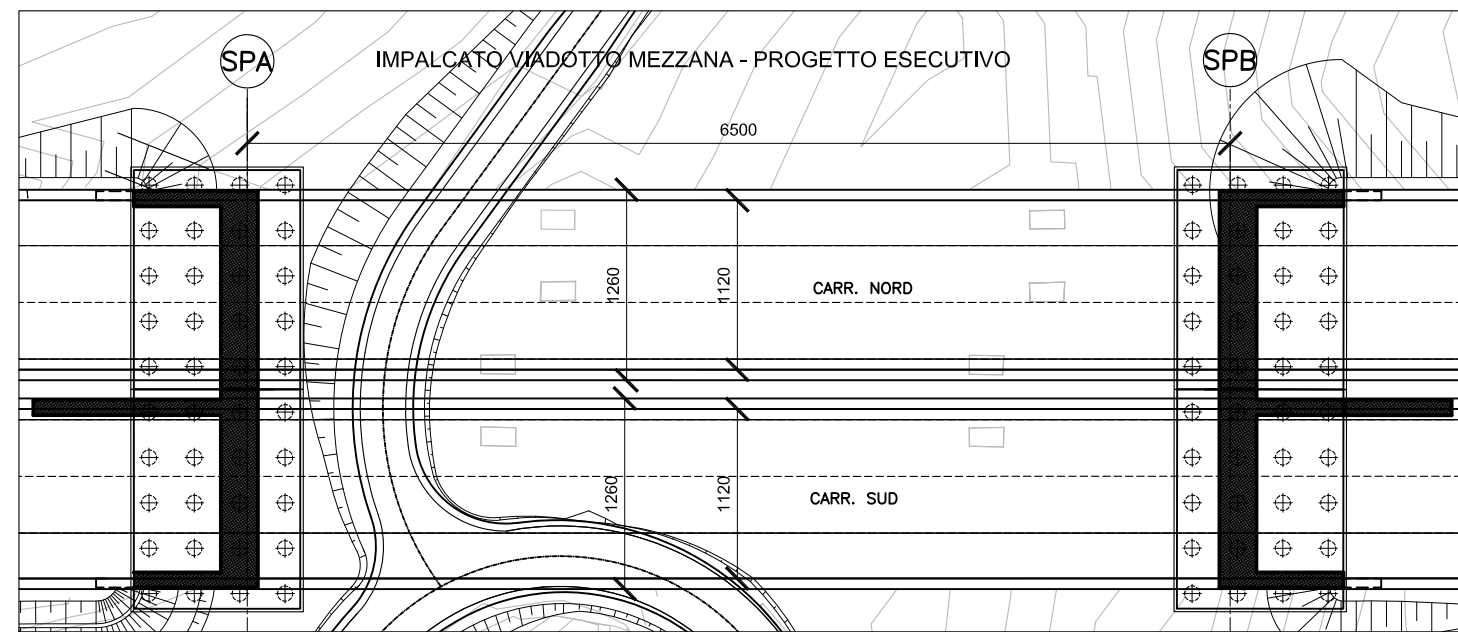 SPA
IMPALCATO VIADOTTO MEZZANA - PROGETTO ESECUTIVO
SPB
6500
1260
1120
CARR. NORD
1260
1120
CARR. SUD